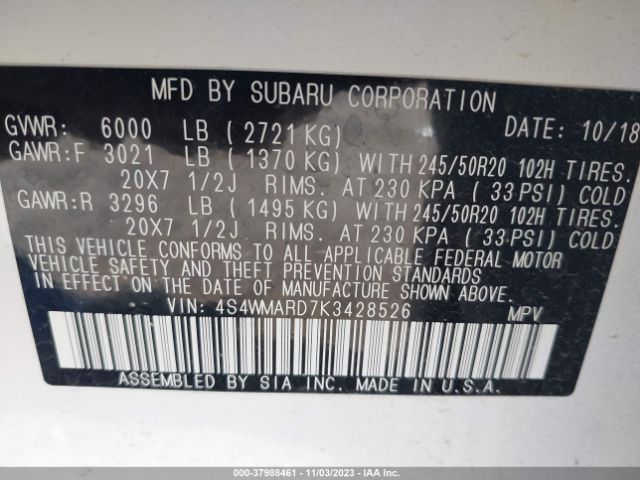 MFD BY SUBARU CORPORATION
GVWR: 6000 LB ( 2721 KG) DATE: 10/18
GAWR:F 3021 LB ( 1370 KG) WITH 245/50R20 102H TIRES.
20X7 1/2J RIMS. AT 230 KPA ( 33 PSI) COLD
GAWR:R 3296 LB ( 1495 KG) WITH 245/50R20 102H TIRES.
20X7 1/2J RIMS. AT 230 KPA ( 33 PSI) COLD
THIS VEHICLE CONFORMS TO ALL APPLICABLE FEDERAL MOTOR
VEHICLE SAFETY AND THEFT PREVENTION STANDARDS
IN EFFECT ON THE DATE OF MANUFACTURE SHOWN ABOVE.
VIN: 4S4WMARD7K3428526 MPV
ASSEMBLED BY SIA INC. MADE IN U.S.A.
000-37988461 - 11/03/2023 - IAA Inc.